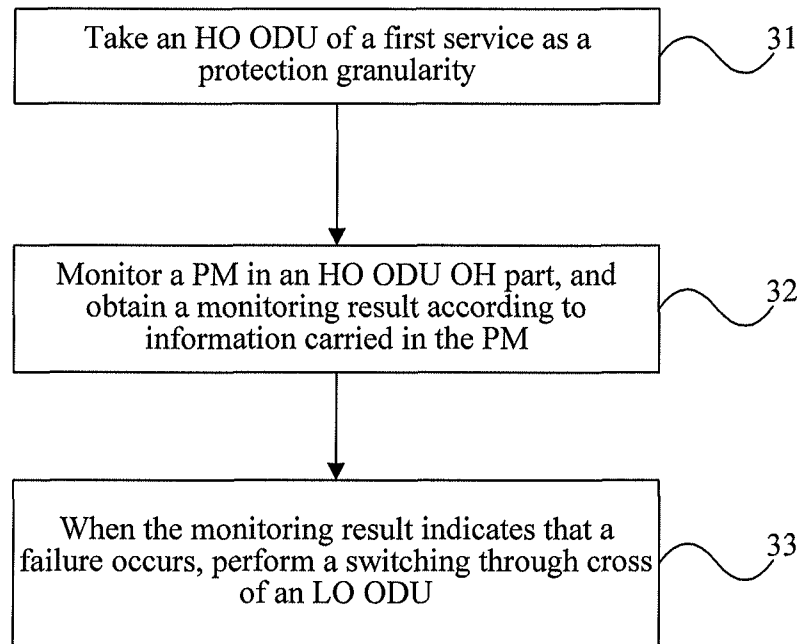 Take an HO ODU of a first service as a
protection granularity
31
Monitor a PM in an HO ODU OH part, and
obtain a monitoring result according to
information carried in the PM
32
When the monitoring result indicates that a
failure occurs, perform a switching through cross
of an LO ODU
33